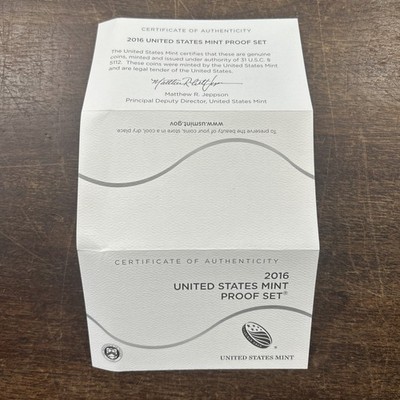 CERTIFICATE OF AUTHENTICITY
2016 UNITED STATES MINT PROOF SET
The United States Mint certifies that these are genuine
coins, minted and issued under authority of 31 U.S.C. §
5112. These coins were minted by the United States Mint
and are legal tender of the United States.
Matthew R. Jeppson
Principal Deputy Director, United States Mint
To preserve the beauty of your coins, store in a cool, dry place.
www.usmint.gov
CERTIFICATE OF AUTHENTICITY
2016
UNITED STATES MINT
PROOF SET®
UNITED STATES MINT